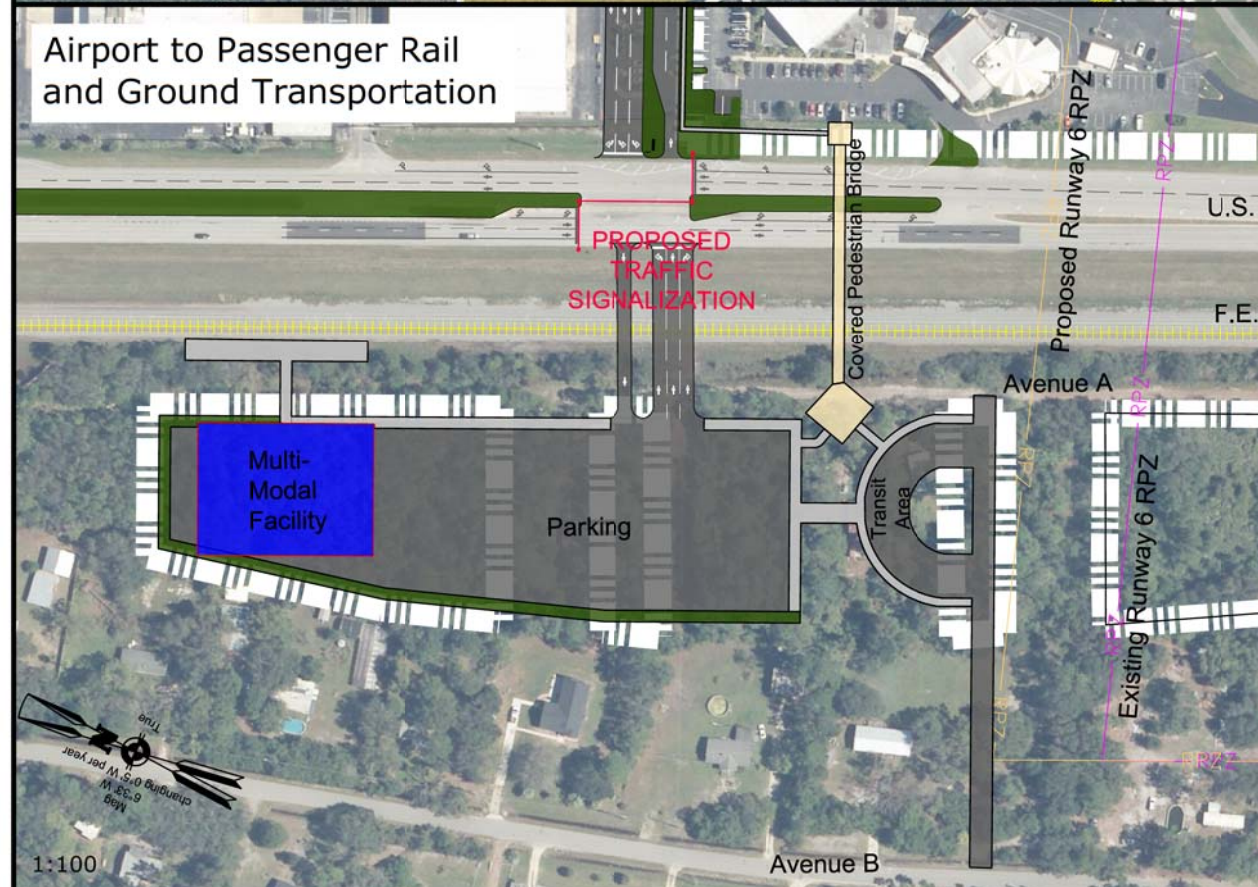 Airport to Passenger Rail
and Ground Transportation
Proposed Runway 6 RPZ
RPZ
Covered Pedestrian Bridge
U.S.
PROPOSED
TRAFFIC
SIGNALIZATION
F.E.
Avenue A
RPZ
RPZ
Multi-
Modal
Facility
Parking
Transit
Area
Existing Runway 6 RPZ
RPZ
RPZ
True
N
Mag
6°33' W
changing 0°5' W per year
1:100
Avenue B